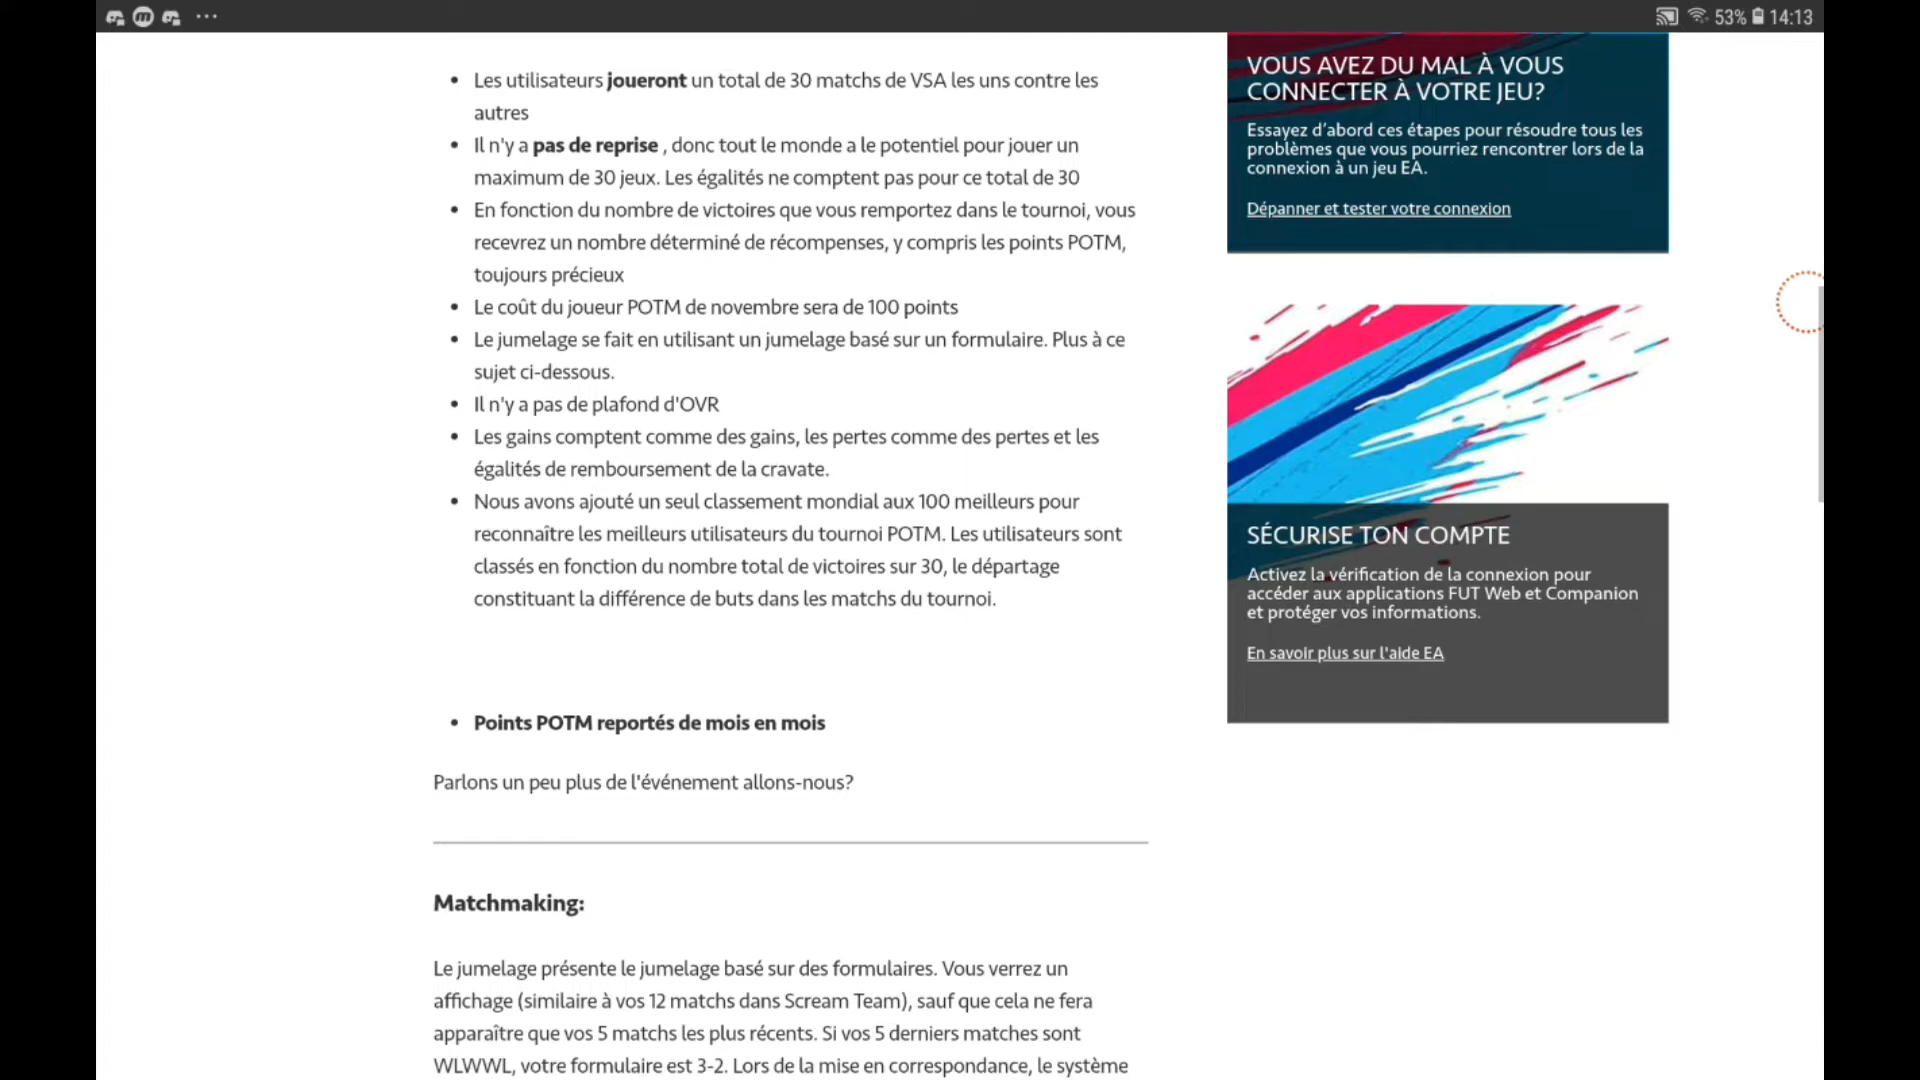 53% 14:13
• Les utilisateurs joueront un total de 30 matchs de VSA les uns contre les
autres
• Il n'y a pas de reprise , donc tout le monde a le potentiel pour jouer un
maximum de 30 jeux. Les égalités ne comptent pas pour ce total de 30
• En fonction du nombre de victoires que vous remportez dans le tournoi, vous
recevrez un nombre déterminé de récompenses, y compris les points POTM,
toujours précieux
• Le coût du joueur POTM de novembre sera de 100 points
• Le jumelage se fait en utilisant un jumelage basé sur un formulaire. Plus à ce
sujet ci-dessous.
• Il n'y a pas de plafond d'OVR
• Les gains comptent comme des gains, les pertes comme des pertes et les
égalités de remboursement de la cravate.
• Nous avons ajouté un seul classement mondial aux 100 meilleurs pour
reconnaître les meilleurs utilisateurs du tournoi POTM. Les utilisateurs sont
classés en fonction du nombre total de victoires sur 30, le départage
constituant la différence de buts dans les matchs du tournoi.
• Points POTM reportés de mois en mois
Parlons un peu plus de l'événement allons-nous?
Matchmaking:
Le jumelage présente le jumelage basé sur des formulaires. Vous verrez un
affichage (similaire à vos 12 matchs dans Scream Team), sauf que cela ne fera
apparaître que vos 5 matchs les plus récents. Si vos 5 derniers matches sont
WLWWL, votre formulaire est 3-2. Lors de la mise en correspondance, le système
VOUS AVEZ DU MAL À VOUS
CONNECTER À VOTRE JEU?
Essayez d'abord ces étapes pour résoudre tous les
problèmes que vous pourriez rencontrer lors de la
connexion à un jeu EA.
Dépanner et tester votre connexion
SÉCURISE TON COMPTE
Activez la vérification de la connexion pour
accéder aux applications FUT Web et Companion
et protéger vos informations.
En savoir plus sur l'aide EA